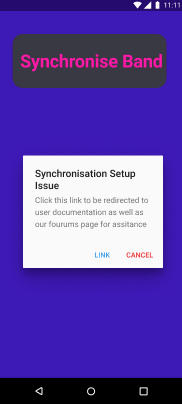 11:11
Synchronise Band
Synchronisation Setup
Issue
Click this link to be redirected to
user documentation as well as
our fourums page for assitance
LINK
CANCEL